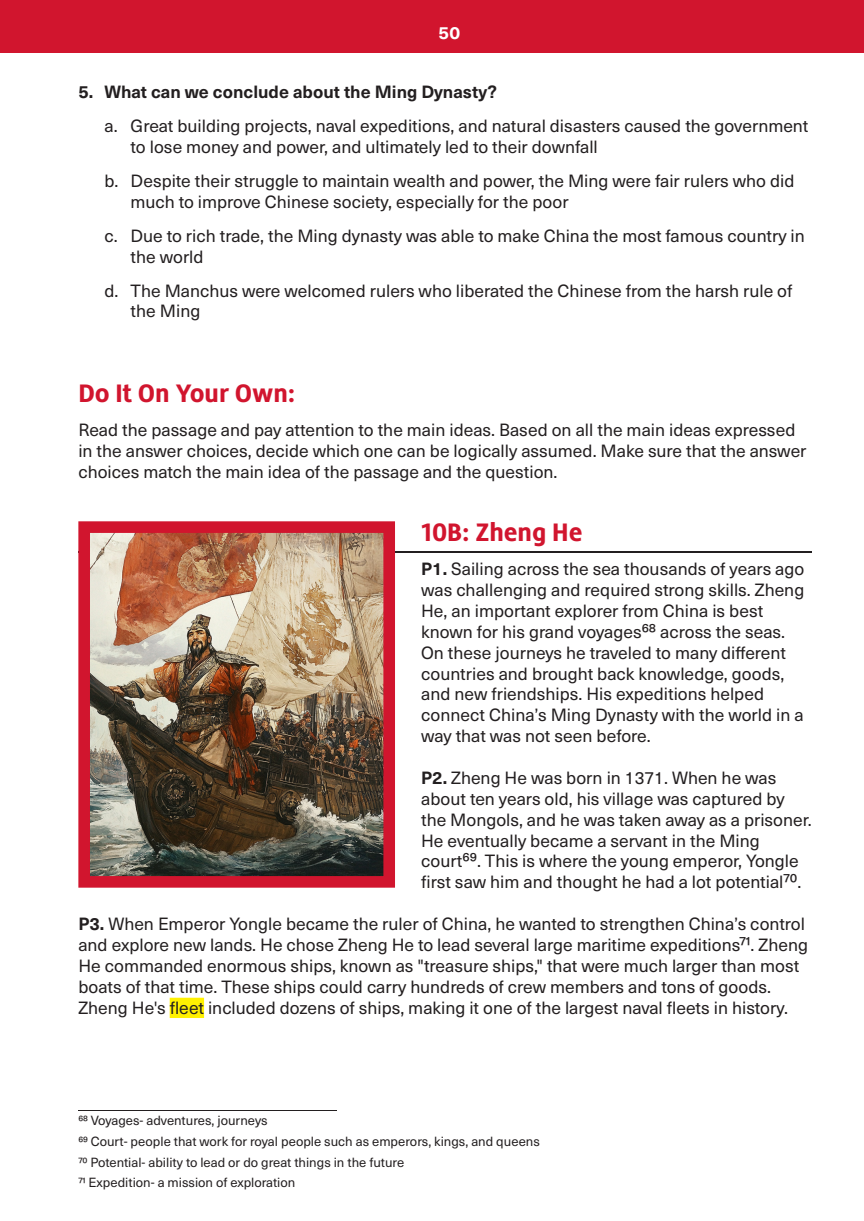 50
5. What can we conclude about the Ming Dynasty?
a. Great building projects, naval expeditions, and natural disasters caused the government
to lose money and power, and ultimately led to their downfall
b. Despite their struggle to maintain wealth and power, the Ming were fair rulers who did
much to improve Chinese society, especially for the poor
c. Due to rich trade, the Ming dynasty was able to make China the most famous country in
the world
d. The Manchus were welcomed rulers who liberated the Chinese from the harsh rule of
the Ming
Do It On Your Own:
Read the passage and pay attention to the main ideas. Based on all the main ideas expressed
in the answer choices, decide which one can be logically assumed. Make sure that the answer
choices match the main idea of the passage and the question.
10B: Zheng He
P1. Sailing across the sea thousands of years ago
was challenging and required strong skills. Zheng
He, an important explorer from China is best
known for his grand voyages⁶⁸ across the seas.
On these journeys he traveled to many different
countries and brought back knowledge, goods,
and new friendships. His expeditions helped
connect China's Ming Dynasty with the world in a
way that was not seen before.
P2. Zheng He was born in 1371. When he was
about ten years old, his village was captured by
the Mongols, and he was taken away as a prisoner.
He eventually became a servant in the Ming
court⁶⁹. This is where the young emperor, Yongle
first saw him and thought he had a lot potential⁷⁰.
P3. When Emperor Yongle became the ruler of China, he wanted to strengthen China's control
and explore new lands. He chose Zheng He to lead several large maritime expeditions⁷¹. Zheng
He commanded enormous ships, known as "treasure ships," that were much larger than most
boats of that time. These ships could carry hundreds of crew members and tons of goods.
Zheng He's fleet included dozens of ships, making it one of the largest naval fleets in history.
⁶⁸ Voyages- adventures, journeys
⁶⁹ Court- people that work for royal people such as emperors, kings, and queens
⁷⁰ Potential- ability to lead or do great things in the future
⁷¹ Expedition- a mission of exploration